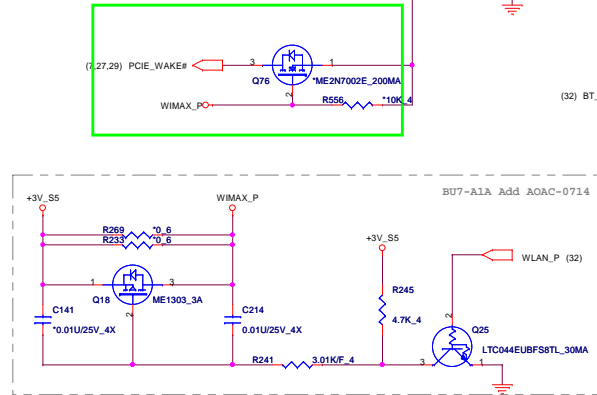 (7,27,29) PCIE_WAKE#
3
1
Q76
*ME2N7002E_200MA
2
R556
*10K_4
WIMAX_P
(32) BT_
BU7-A1A Add AOAC-0714
+3V_S5
WIMAX_P
R269
*0_6
R233
*0_6
+3V_S5
WLAN_P (32)
1
3
Q18
ME1303_3A
2
C141
*0.01U/25V_4X
C214
0.01U/25V_4X
R245
4.7K_4
2
Q25
LTC044EUBFS8TL_30MA
R241
3.01K/F_4
3
1